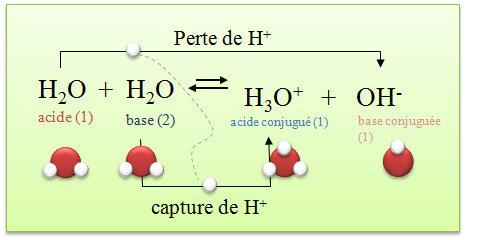 Perte de H⁺
H₂O + H₂O ⇌ H₃O⁺ + OH⁻
acide (1) base (2) acide conjugué (1) base conjuguée
(1)
capture de H⁺